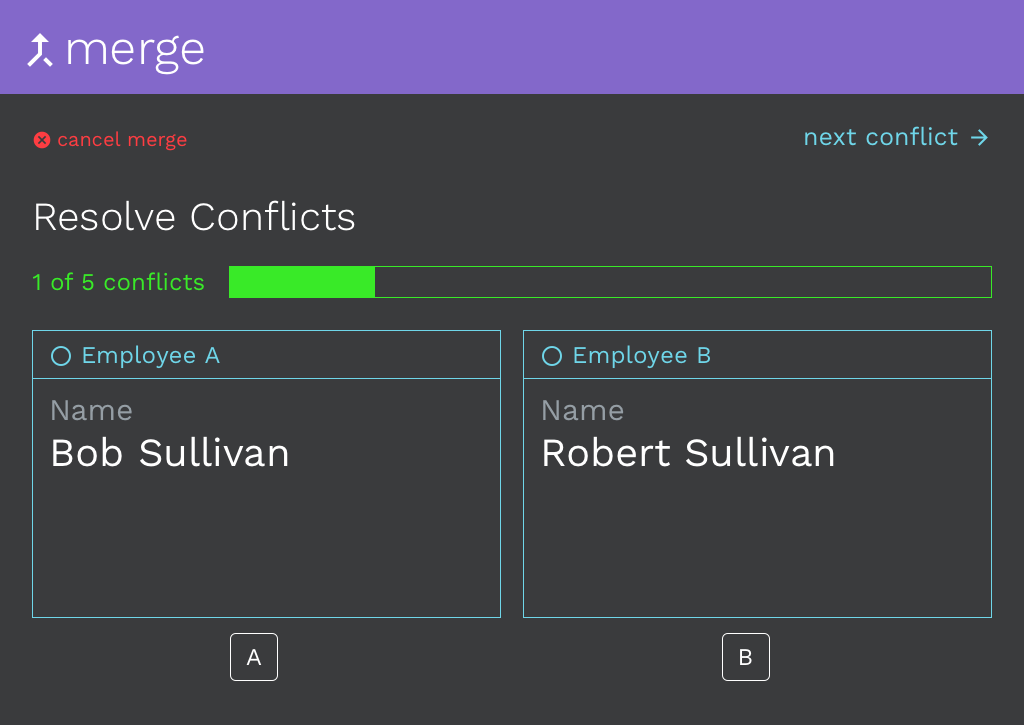 merge
cancel merge
next conflict
Resolve Conflicts
1 of 5 conflicts
Employee A
Name
Bob Sullivan
Employee B
Name
Robert Sullivan
A
B